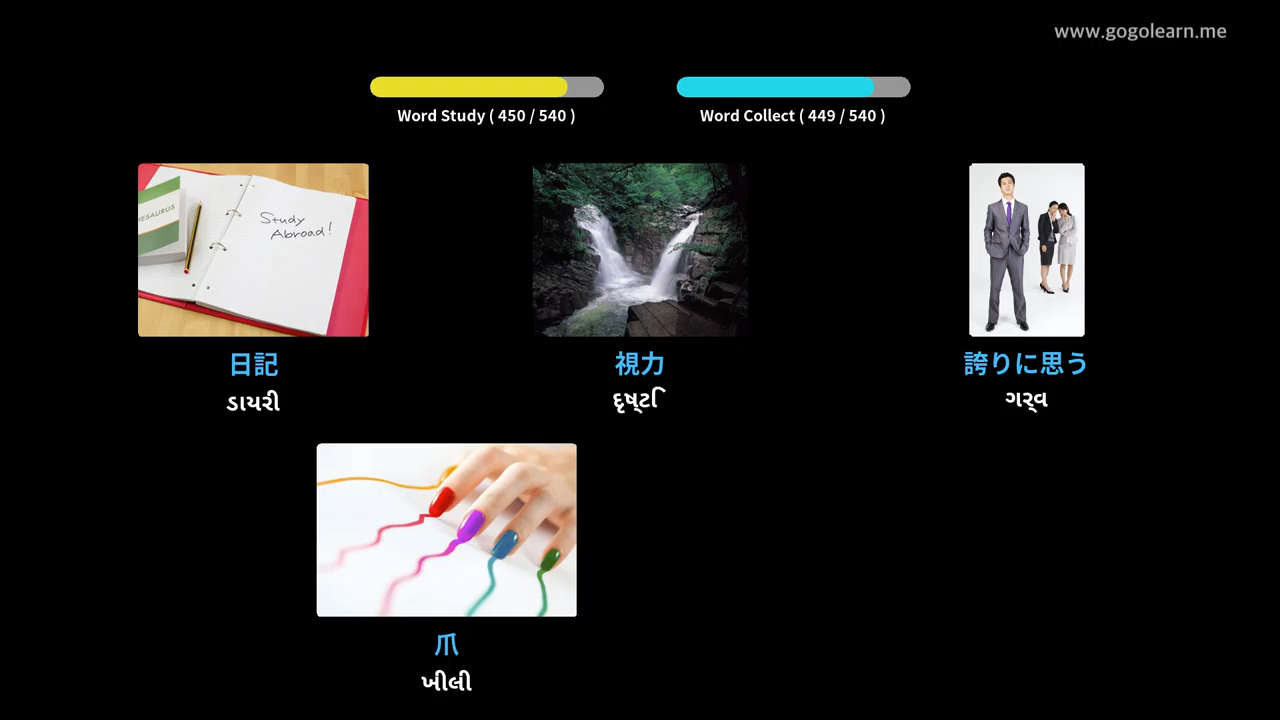 www.gogolearn.me
Word Study ( 450 / 540 )
Word Collect ( 449 / 540 )
HESAURUS
Study
Abroad!
日記
ડાયરી
視力
દૃષ્ટિ
誇りに思う
ગર્વ
爪
ખીલી